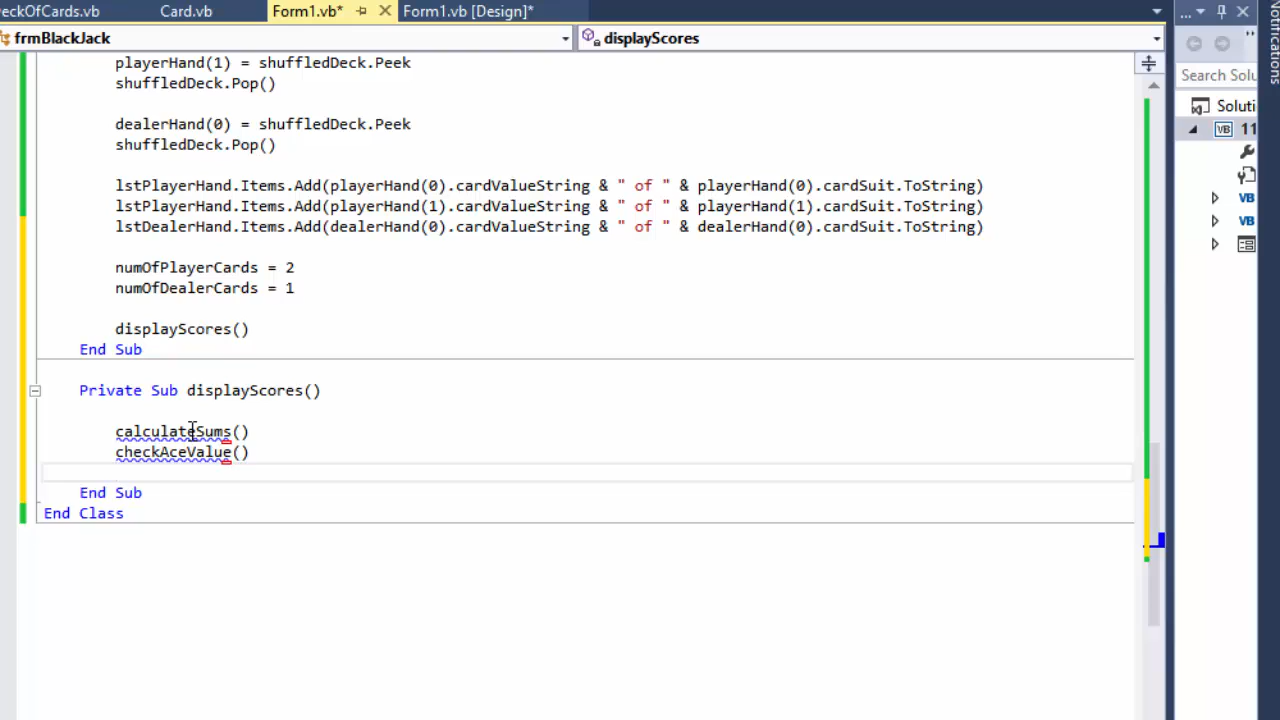 eckOfCards.vb Card.vb Form1.vb* Form1.vb [Design]*
frmBlackJack displayScores
playerHand(1) = shuffledDeck.Peek
shuffledDeck.Pop()
dealerHand(0) = shuffledDeck.Peek
shuffledDeck.Pop()
lstPlayerHand.Items.Add(playerHand(0).cardValueString & " of " & playerHand(0).cardSuit.ToString)
lstPlayerHand.Items.Add(playerHand(1).cardValueString & " of " & playerHand(1).cardSuit.ToString)
lstDealerHand.Items.Add(dealerHand(0).cardValueString & " of " & dealerHand(0).cardSuit.ToString)
numOfPlayerCards = 2
numOfDealerCards = 1
displayScores()
End Sub
Private Sub displayScores()
calculateSums()
checkAceValue()
End Sub
End Class
...
Search Solu
Soluti
VB 11
VB
VB
Notifications